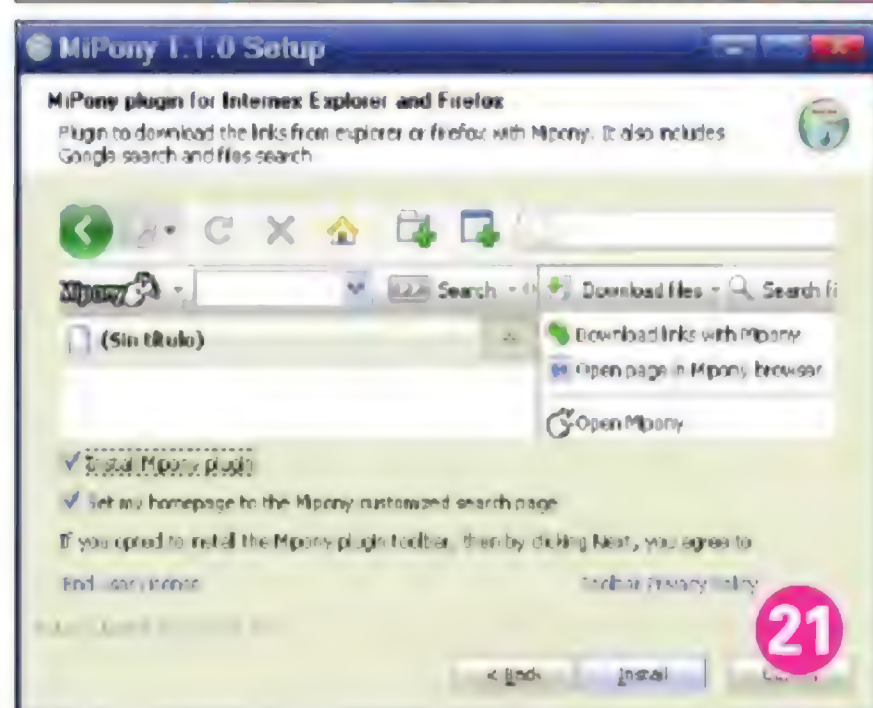 MiPony 1.1.0 Setup
MiPony plugin for Internex Explorer and Firefox
Plugin to download the links from explorer or firefox with Mipony. It also includes
Google search and files search
Mipony Search Download files Search fi
(Sin título) Download links with Mipony
Open page in Mipony browser
Open Mipony
Install Mipony plugin
Set my homepage to the Mipony customized search page
If you opted to install the Mipony plugin toolbar, then by clicking Next, you agree to
End user license Toolbar Privacy Policy
21
< Back Install